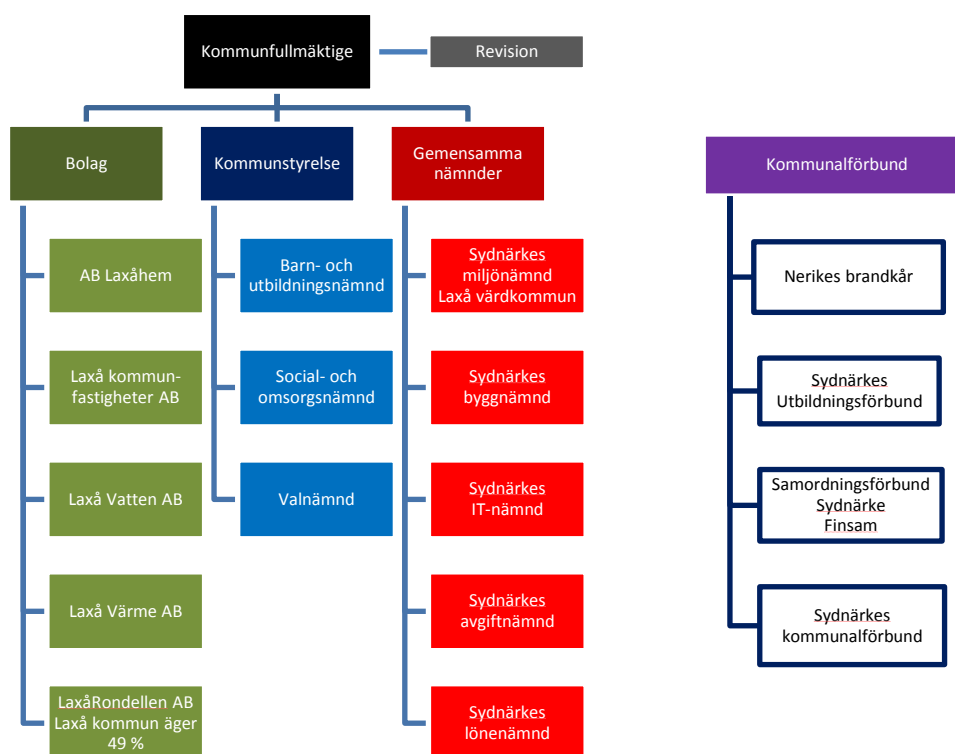 Kommunfullmäktige
Revision
Bolag
Kommunstyrelse
Gemensamma
nämnder
Kommunalförbund
AB Laxåhem
Laxå kommun-
fastigheter AB
Laxå Vatten AB
Laxå Värme AB
LaxåRondellen AB
Laxå kommun äger
49 %
Barn- och
utbildningsnämnd
Social- och
omsorgsnämnd
Valnämnd
Sydnärkes
miljönämnd
Laxå värdkommun
Sydnärkes
byggnämnd
Sydnärkes
IT-nämnd
Sydnärkes
avgiftnämnd
Sydnärkes
lönenämnd
Nerikes brandkår
Sydnärkes
Utbildningsförbund
Samordningsförbund
Sydnärke
Finsam
Sydnärkes
kommunalförbund